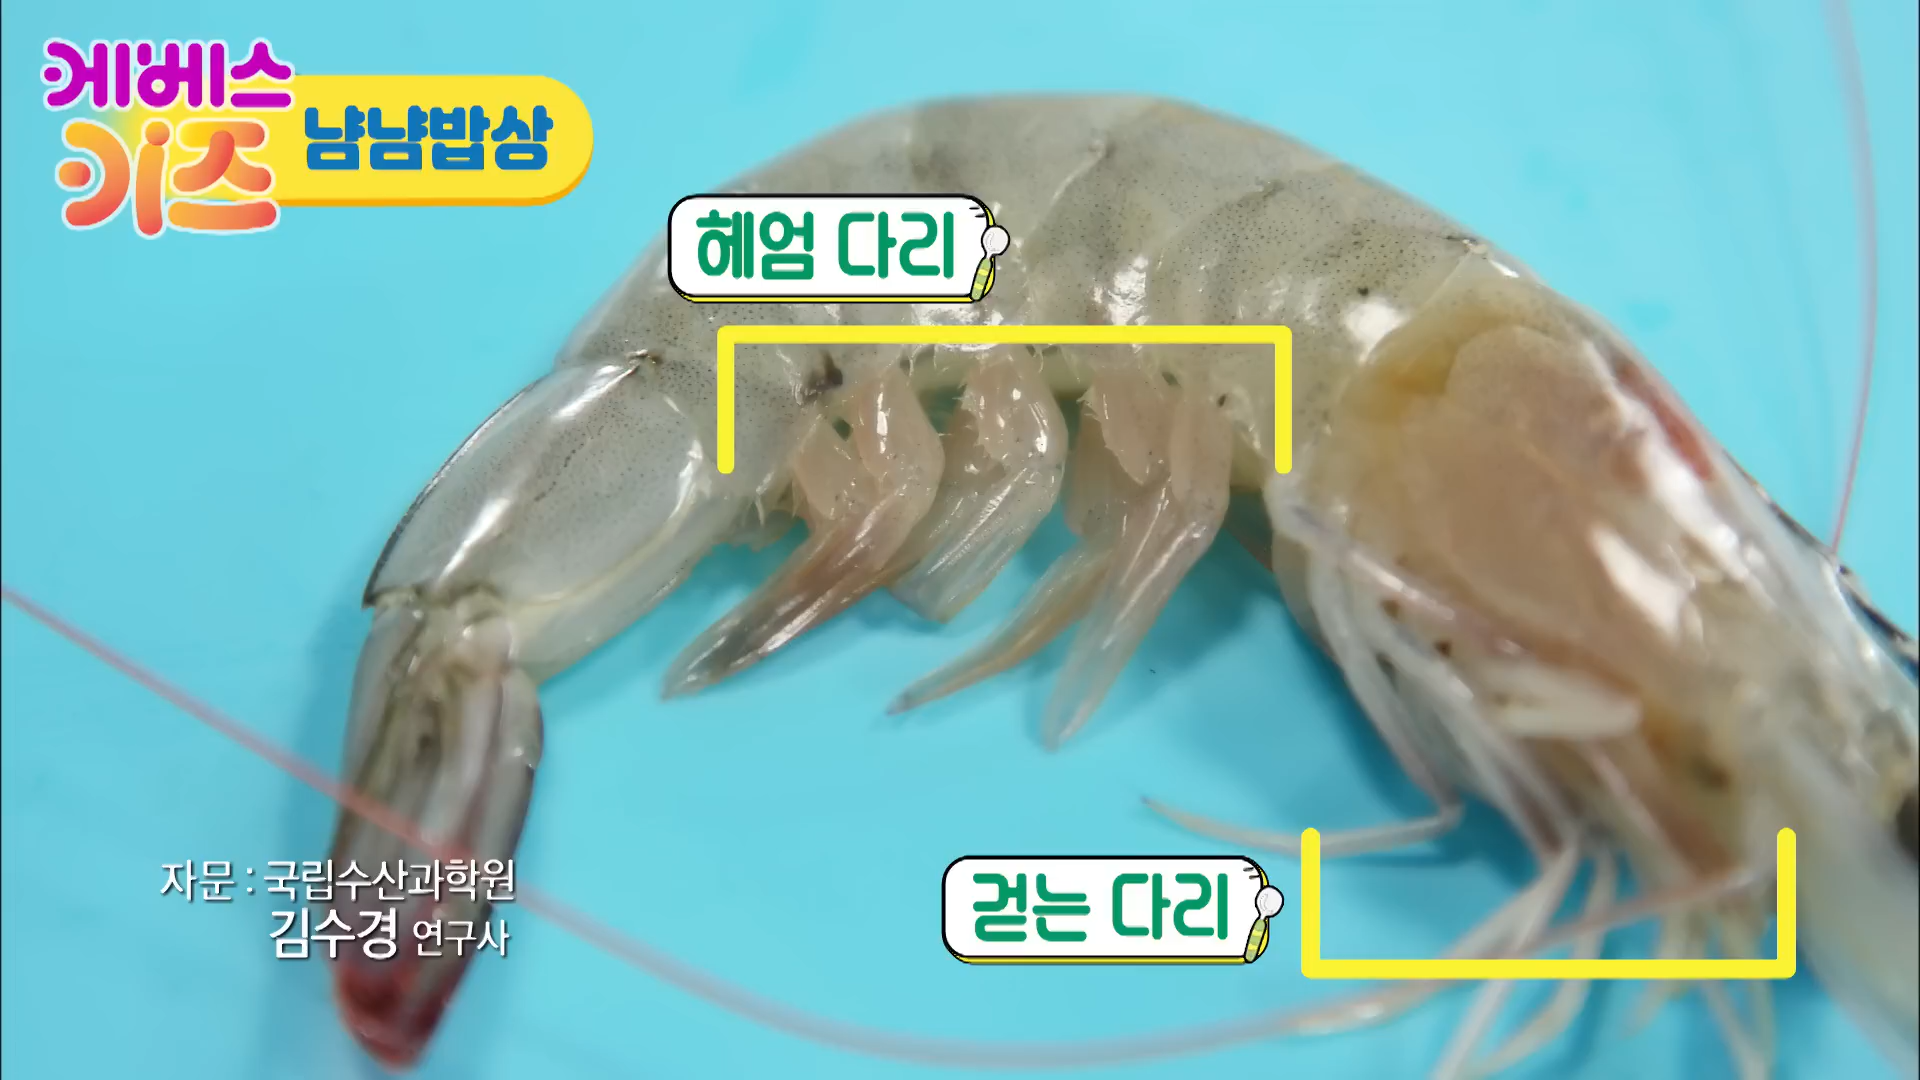 케베스
키즈
냠냠밥상
헤엄 다리
걷는 다리
자문 : 국립수산과학원
김수경 연구사